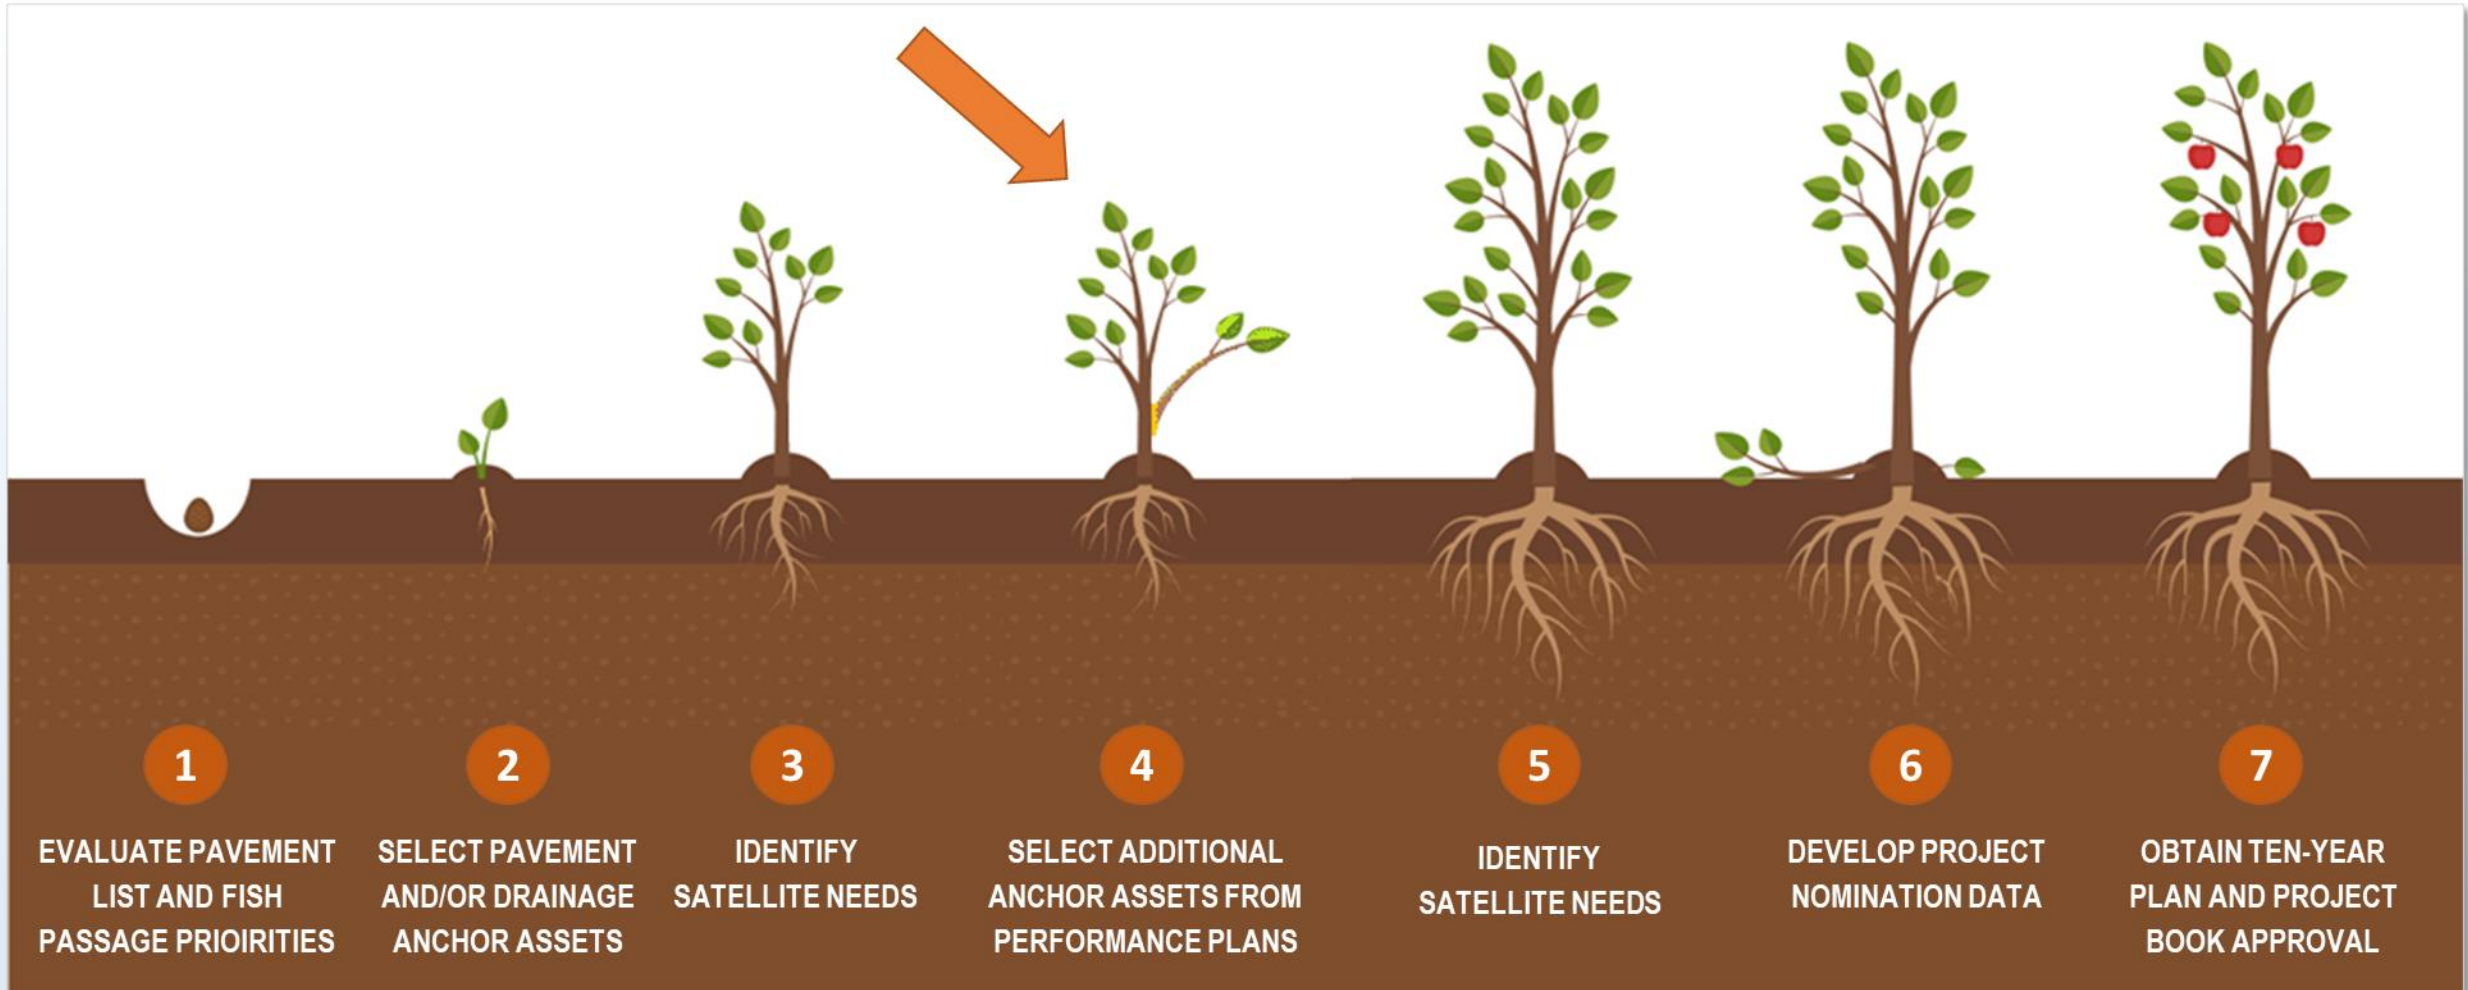 1
EVALUATE PAVEMENT
LIST AND FISH
PASSAGE PRIOIRITIES
2
SELECT PAVEMENT
AND/OR DRAINAGE
ANCHOR ASSETS
3
IDENTIFY
SATELLITE NEEDS
4
SELECT ADDITIONAL
ANCHOR ASSETS FROM
PERFORMANCE PLANS
5
IDENTIFY
SATELLITE NEEDS
6
DEVELOP PROJECT
NOMINATION DATA
7
OBTAIN TEN-YEAR
PLAN AND PROJECT
BOOK APPROVAL